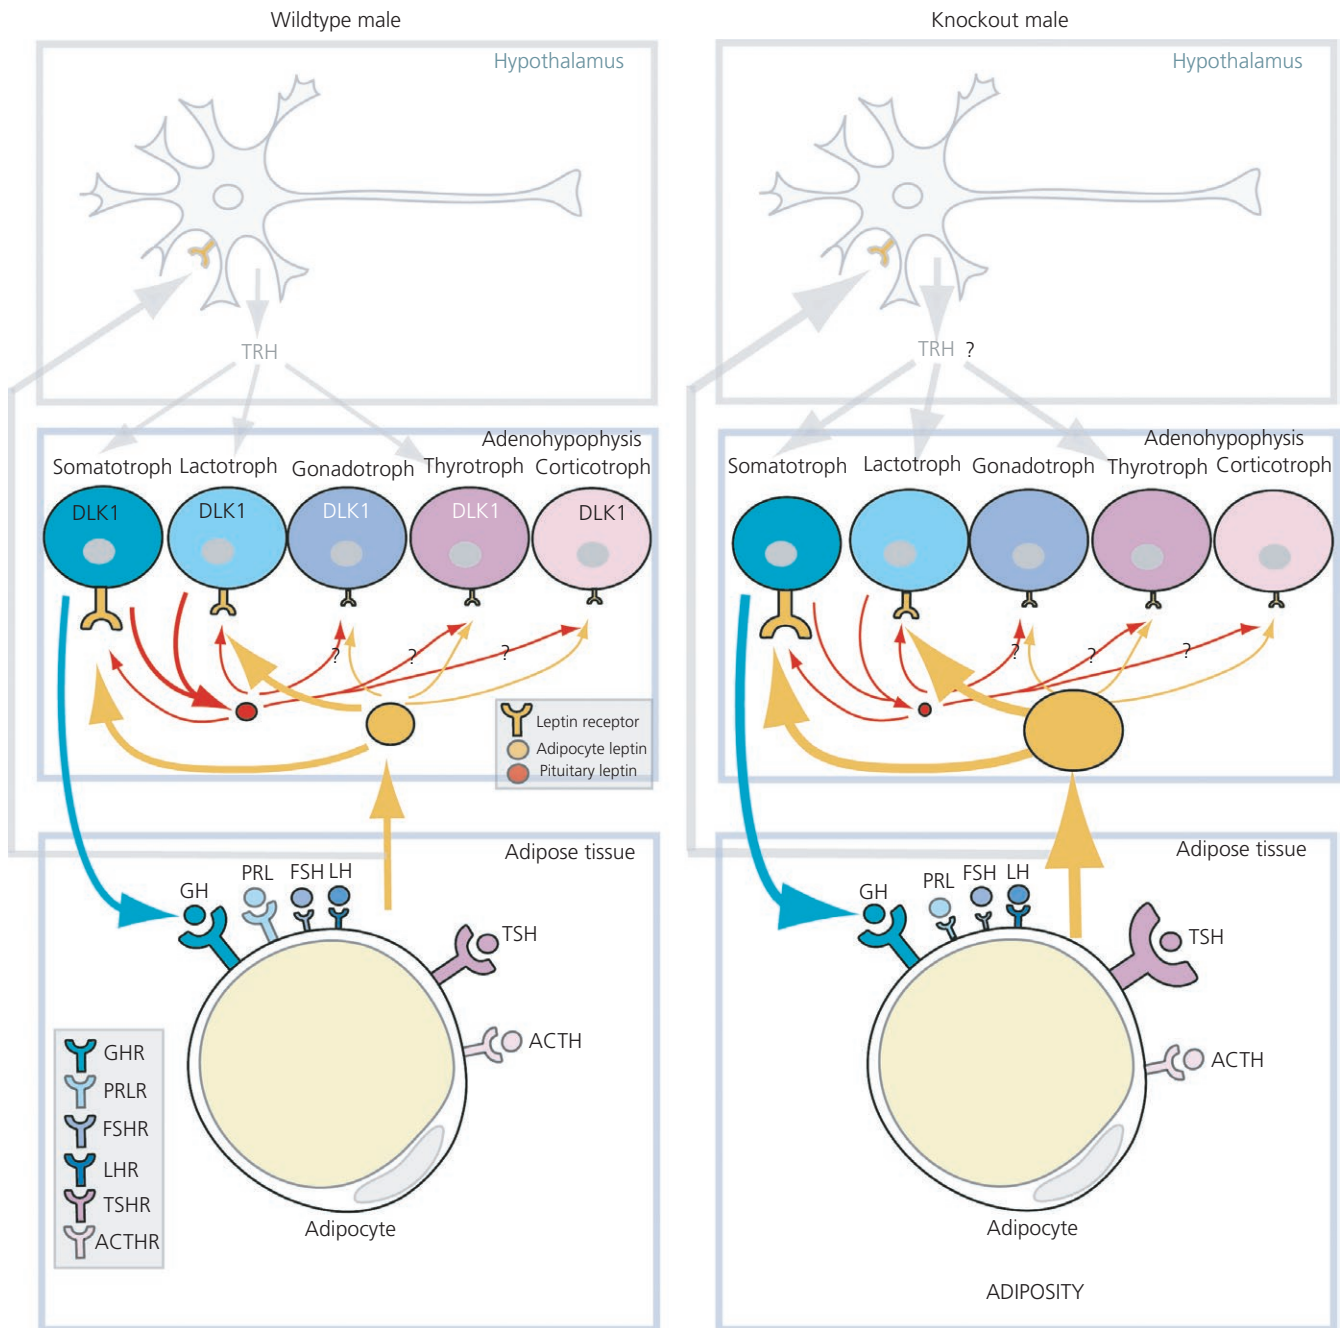 Wildtype male
Hypothalamus
TRH
Adenohypophysis
Somatotroph Lactotroph Gonadotroph Thyrotroph Corticotroph
DLK1 DLK1 DLK1 DLK1 DLK1
? ? ?
Leptin receptor
Adipocyte leptin
Pituitary leptin
Adipose tissue
GH PRL FSH LH
TSH
ACTH
GHR
PRLR
FSHR
LHR
TSHR
ACTHR
Adipocyte
Knockout male
Hypothalamus
TRH ?
Adenohypophysis
Somatotroph Lactotroph Gonadotroph Thyrotroph Corticotroph
? ? ?
Adipose tissue
GH PRL FSH LH
TSH
ACTH
Adipocyte
ADIPOSITY